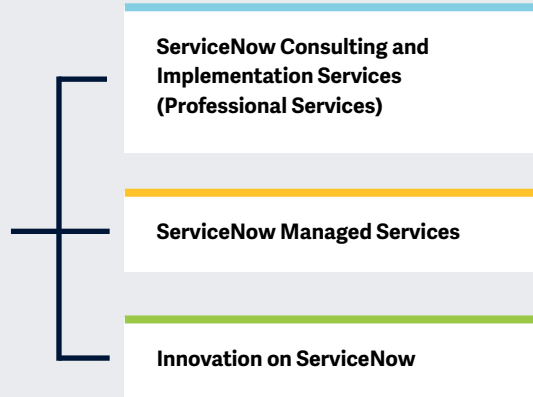 ServiceNow Consulting and
Implementation Services
(Professional Services)
ServiceNow Managed Services
Innovation on ServiceNow